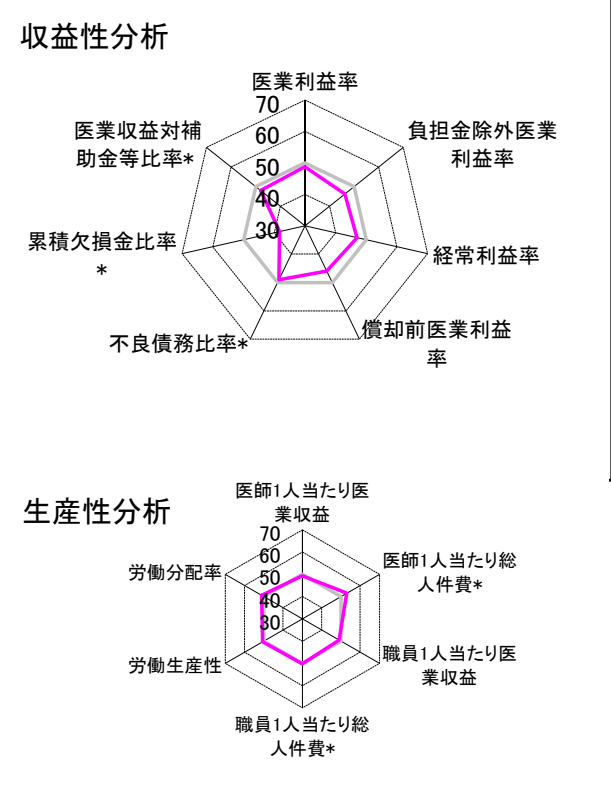 収益性分析
医業利益率
70
60
50
40
30
負担金除外医業
利益率
経常利益率
償却前医業利益
率
不良債務比率*
累積欠損金比率
*
医業収益対補
助金等比率*
生産性分析
医師1人当たり医
業収益
70
60
50
40
30
医師1人当たり総
人件費*
職員1人当たり医
業収益
職員1人当たり総
人件費*
労働生産性
労働分配率